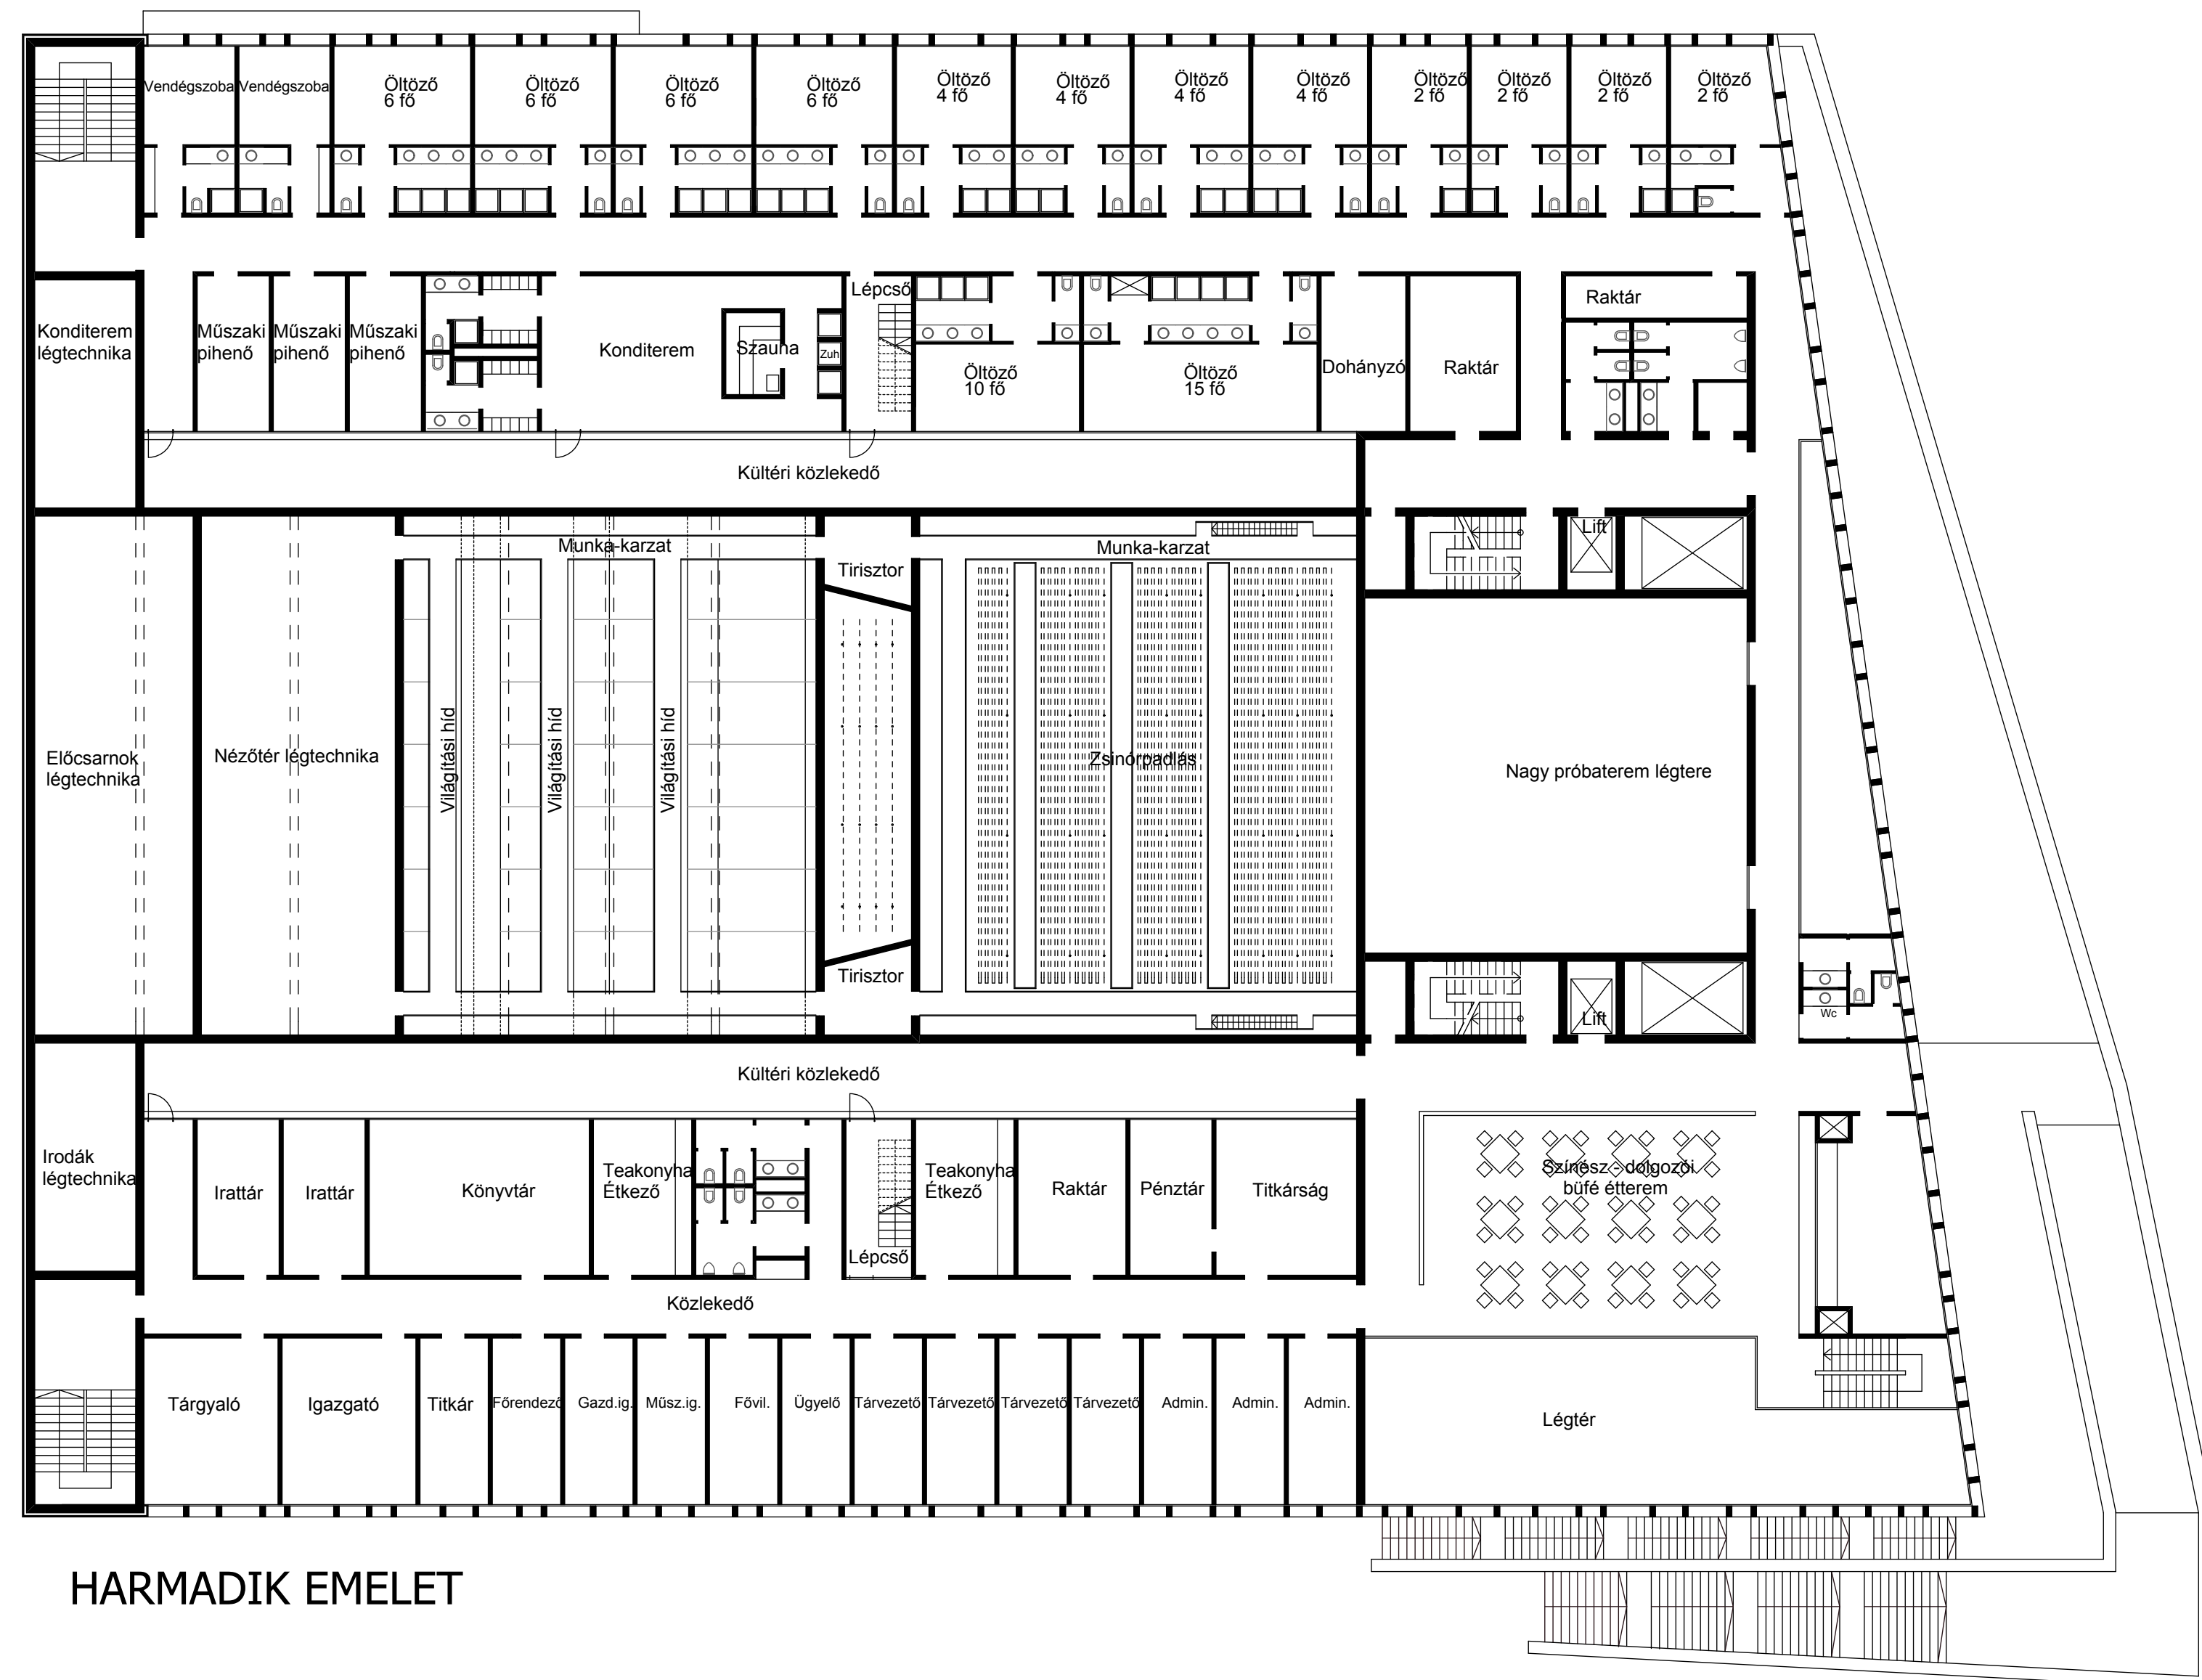 Vendégszoba
Vendégszoba
Öltöző
6 fő
Öltöző
6 fő
Öltöző
6 fő
Öltöző
6 fő
Öltöző
4 fő
Öltöző
4 fő
Öltöző
4 fő
Öltöző
4 fő
Öltöző
2 fő
Öltöző
2 fő
Öltöző
2 fő
Öltöző
2 fő
Konditerem
légtechnika
Műszaki
pihenő
Műszaki
pihenő
Műszaki
pihenő
Konditerem
Szauna
Zuh
Lépcső
Öltöző
10 fő
Öltöző
15 fő
Dohányzó
Raktár
Raktár
Kültéri közlekedő
Munka-karzat
Tirisztor
Munka-karzat
Lift
Előcsarnok
légtechnika
Nézőtér légtechnika
Világítási híd
Világítási híd
Világítási híd
Zsinórpadlás
Nagy próbaterem légtere
Tirisztor
Lift
Wc
Kültéri közlekedő
Irodák
légtechnika
Irattár
Irattár
Könyvtár
Teakonyha
Étkező
Lépcső
Teakonyha
Étkező
Raktár
Pénztár
Titkárság
Színész - dolgozói
büfé étterem
Közlekedő
Tárgyaló
Igazgató
Titkár
Főrendező
Gazd.ig.
Műsz.ig.
Fővil.
Ügyelő
Tárvezető
Tárvezető
Tárvezető
Tárvezető
Admin.
Admin.
Admin.
Légtér
HARMADIK EMELET